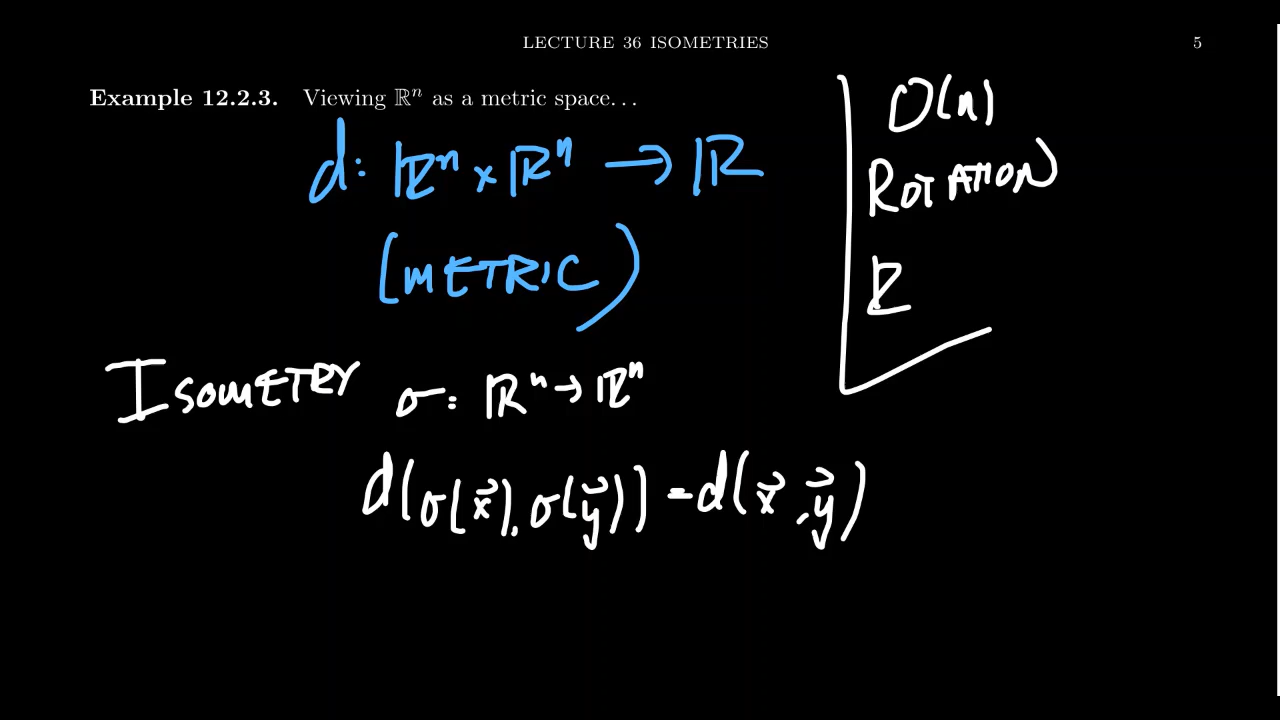 LECTURE 36 ISOMETRIES 5
Example 12.2.3. Viewing ℝⁿ as a metric space...
d: ℝⁿ × ℝⁿ → ℝ
(METRIC)
ISOMETRY σ: ℝⁿ → ℝⁿ
d(σ(x⃗), σ(y⃗)) = d(x⃗, y⃗)
O(n)
ROTATION
R